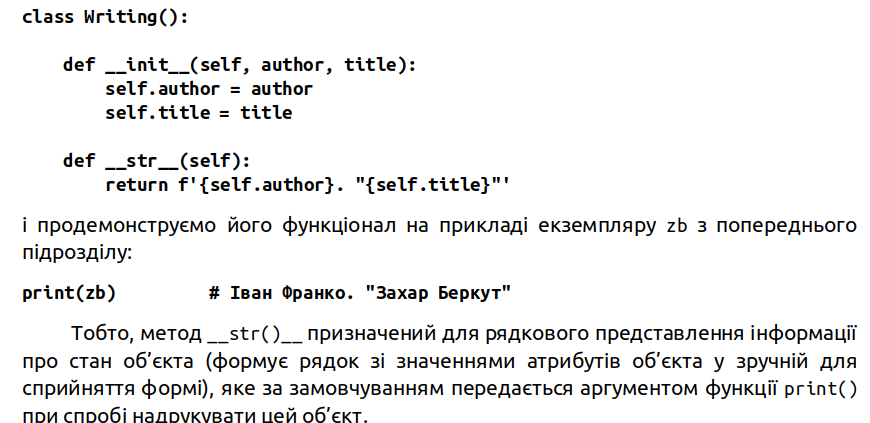 class Writing():
def __init__(self, author, title):
self.author = author
self.title = title
def __str__(self):
return f'{self.author}. "{self.title}"'
і продемонструємо його функціонал на прикладі екземпляру zb з попереднього
підрозділу:
print(zb) # Іван Франко. "Захар Беркут"
Тобто, метод __str()__ призначений для рядкового представлення інформації
про стан об’єкта (формує рядок зі значеннями атрибутів об’єкта у зручній для
сприйняття формі), яке за замовчуванням передається аргументом функції print()
при спробі надрукувати цей об’єкт.